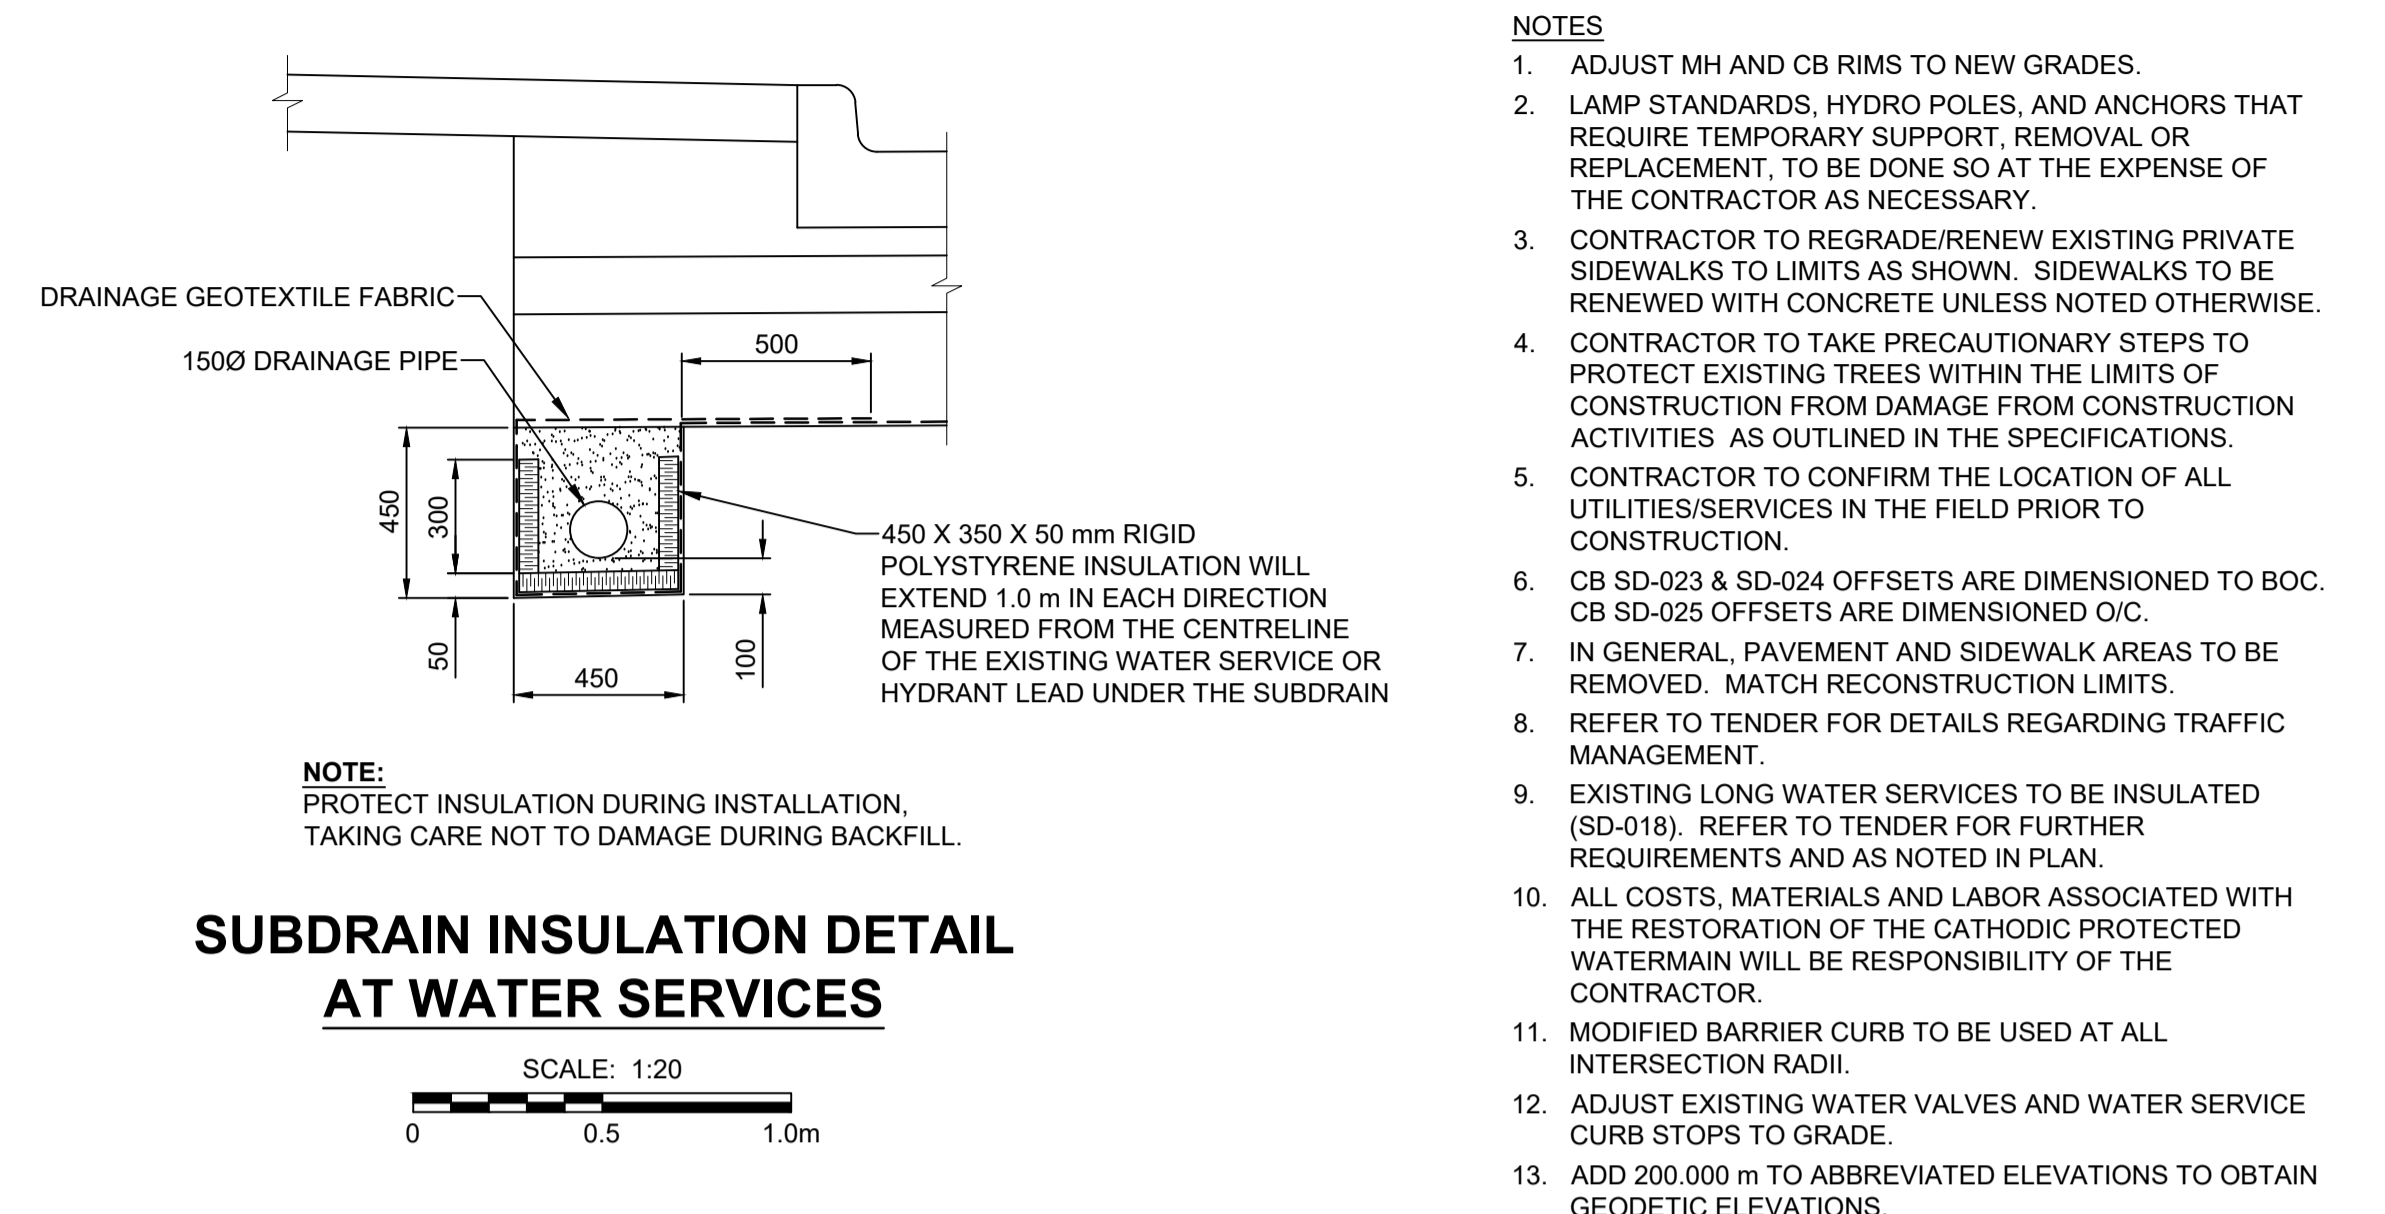 DRAINAGE GEOTEXTILE FABRIC
150Ø DRAINAGE PIPE
500
450
300
50
450
100
450 X 350 X 50 mm RIGID
POLYSTYRENE INSULATION WILL
EXTEND 1.0 m IN EACH DIRECTION
MEASURED FROM THE CENTRELINE
OF THE EXISTING WATER SERVICE OR
HYDRANT LEAD UNDER THE SUBDRAIN
NOTE:
PROTECT INSULATION DURING INSTALLATION,
TAKING CARE NOT TO DAMAGE DURING BACKFILL.
SUBDRAIN INSULATION DETAIL
AT WATER SERVICES
SCALE: 1:20
0 0.5 1.0m
NOTES
1. ADJUST MH AND CB RIMS TO NEW GRADES.
2. LAMP STANDARDS, HYDRO POLES, AND ANCHORS THAT
REQUIRE TEMPORARY SUPPORT, REMOVAL OR
REPLACEMENT, TO BE DONE SO AT THE EXPENSE OF
THE CONTRACTOR AS NECESSARY.
3. CONTRACTOR TO REGRADE/RENEW EXISTING PRIVATE
SIDEWALKS TO LIMITS AS SHOWN. SIDEWALKS TO BE
RENEWED WITH CONCRETE UNLESS NOTED OTHERWISE.
4. CONTRACTOR TO TAKE PRECAUTIONARY STEPS TO
PROTECT EXISTING TREES WITHIN THE LIMITS OF
CONSTRUCTION FROM DAMAGE FROM CONSTRUCTION
ACTIVITIES AS OUTLINED IN THE SPECIFICATIONS.
5. CONTRACTOR TO CONFIRM THE LOCATION OF ALL
UTILITIES/SERVICES IN THE FIELD PRIOR TO
CONSTRUCTION.
6. CB SD-023 & SD-024 OFFSETS ARE DIMENSIONED TO BOC.
CB SD-025 OFFSETS ARE DIMENSIONED O/C.
7. IN GENERAL, PAVEMENT AND SIDEWALK AREAS TO BE
REMOVED. MATCH RECONSTRUCTION LIMITS.
8. REFER TO TENDER FOR DETAILS REGARDING TRAFFIC
MANAGEMENT.
9. EXISTING LONG WATER SERVICES TO BE INSULATED
(SD-018). REFER TO TENDER FOR FURTHER
REQUIREMENTS AND AS NOTED IN PLAN.
10. ALL COSTS, MATERIALS AND LABOR ASSOCIATED WITH
THE RESTORATION OF THE CATHODIC PROTECTED
WATERMAIN WILL BE RESPONSIBILITY OF THE
CONTRACTOR.
11. MODIFIED BARRIER CURB TO BE USED AT ALL
INTERSECTION RADII.
12. ADJUST EXISTING WATER VALVES AND WATER SERVICE
CURB STOPS TO GRADE.
13. ADD 200.000 m TO ABBREVIATED ELEVATIONS TO OBTAIN
GEODETIC ELEVATIONS.